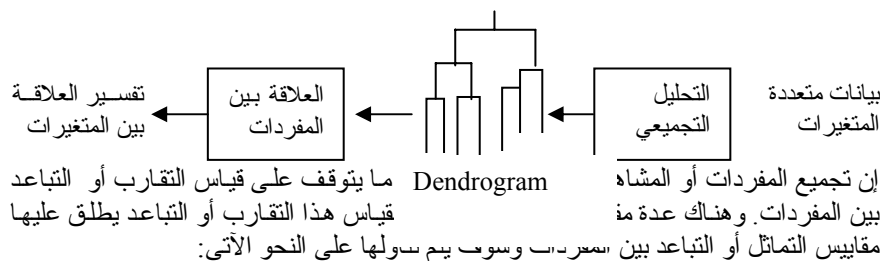 بيانات متعددة
المتغيرات
التحليل
التجميعي
Dendrogram
العلاقة بين
المفردات
تفسير العلاقة
بين المتغيرات
إن تجميع المفردات أو ما يتوقف على قياس التقارب أو التباعد
بين المفردات. وهناك عدة قياس هذا التقارب أو التباعد يطلق عليها
مقاييس التماثل أو التباعد بين المفردات وسوف يتم تناولها على النحو الآتي: